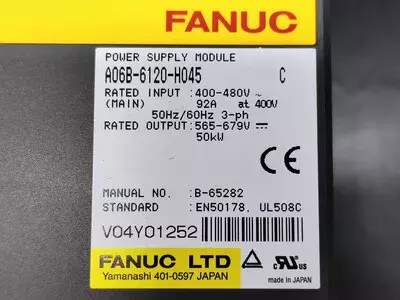 FANUC
POWER SUPPLY MODULE
A06B-6120-H045 C
RATED INPUT : 400-480V ~
(MAIN) 92A at 400V
50Hz/60Hz 3-ph
RATED OUTPUT : 565-679V ⎓
50kW
CE
MANUAL NO. : B-65282
STANDARD : EN50178, UL508C
V04Y01252
FANUC LTD
Yamanashi 401-0597 JAPAN
c RU US
made in JAPAN